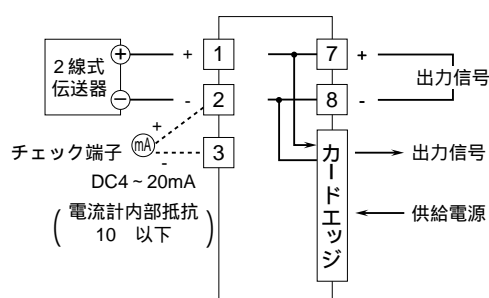 2線式
伝送器
+
-
+
-
1
2
3
+
-
mA
チェック端子
DC4~20mA
(電流計内部抵抗
10 以下)
7
8
+
-
出力信号
カードエッジ
出力信号
供給電源